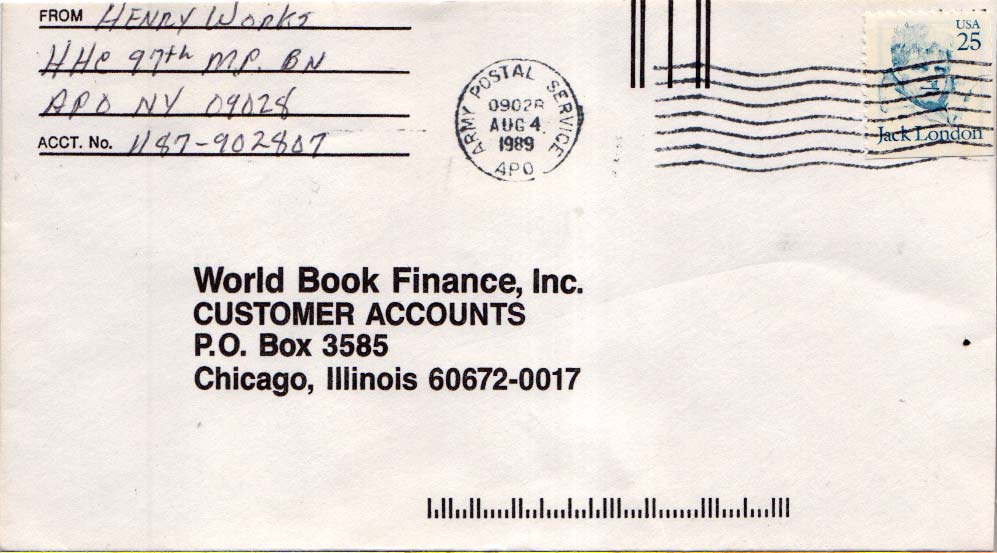 FROM HENRY WORKS
HHC 97th M.P. BN
APO NY 09028
ACCT. No. 1187-902807
ARMY POSTAL SERVICE
09028
AUG 4
1989
APO
USA
25
Jack London
World Book Finance, Inc.
CUSTOMER ACCOUNTS
P.O. Box 3585
Chicago, Illinois 60672-0017